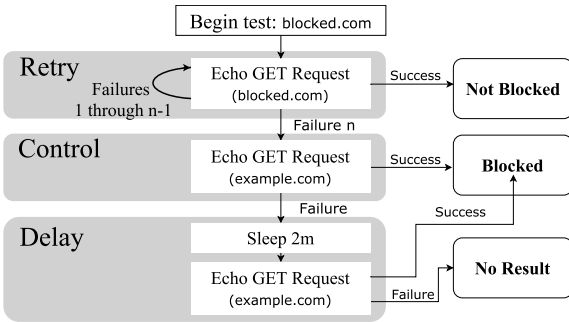 Begin test: blocked.com
Retry
Failures
1 through n-1
Echo GET Request
(blocked.com)
Success
Not Blocked
Failure n
Control
Echo GET Request
(example.com)
Success
Blocked
Failure
Delay
Sleep 2m
Success
Echo GET Request
(example.com)
Failure
No Result